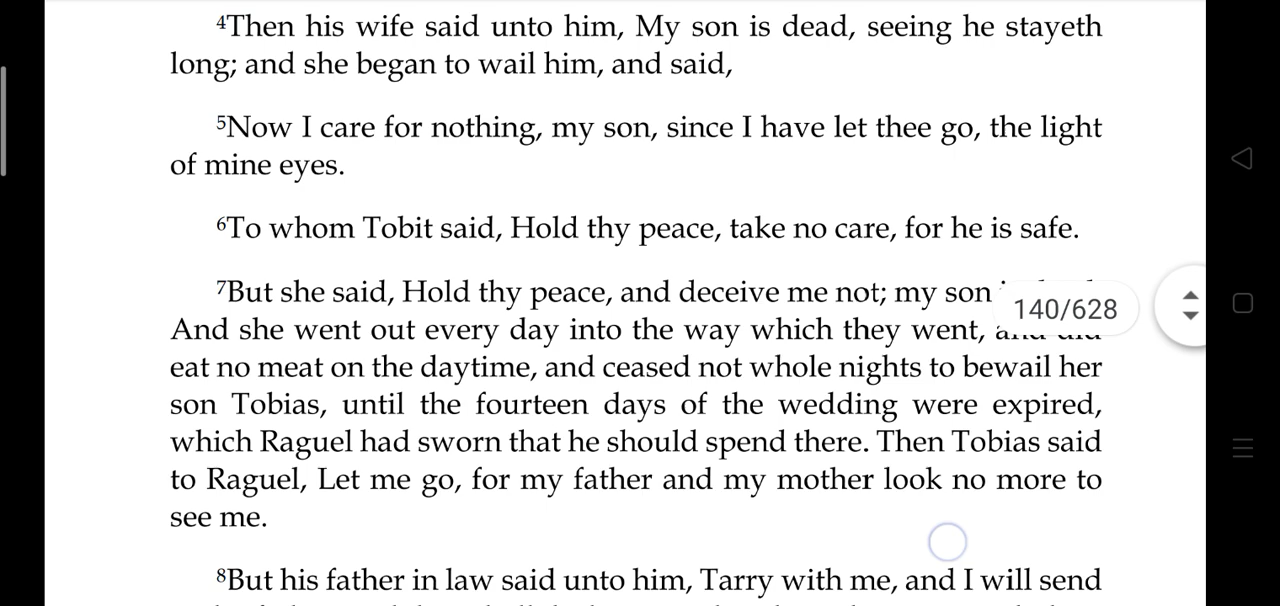 4Then his wife said unto him, My son is dead, seeing he stayeth
long; and she began to wail him, and said,
5Now I care for nothing, my son, since I have let thee go, the light
of mine eyes.
6To whom Tobit said, Hold thy peace, take no care, for he is safe.
7But she said, Hold thy peace, and deceive me not; my son
140/628
And she went out every day into the way which they went,
eat no meat on the daytime, and ceased not whole nights to bewail her
son Tobias, until the fourteen days of the wedding were expired,
which Raguel had sworn that he should spend there. Then Tobias said
to Raguel, Let me go, for my father and my mother look no more to
see me.
8But his father in law said unto him, Tarry with me, and I will send